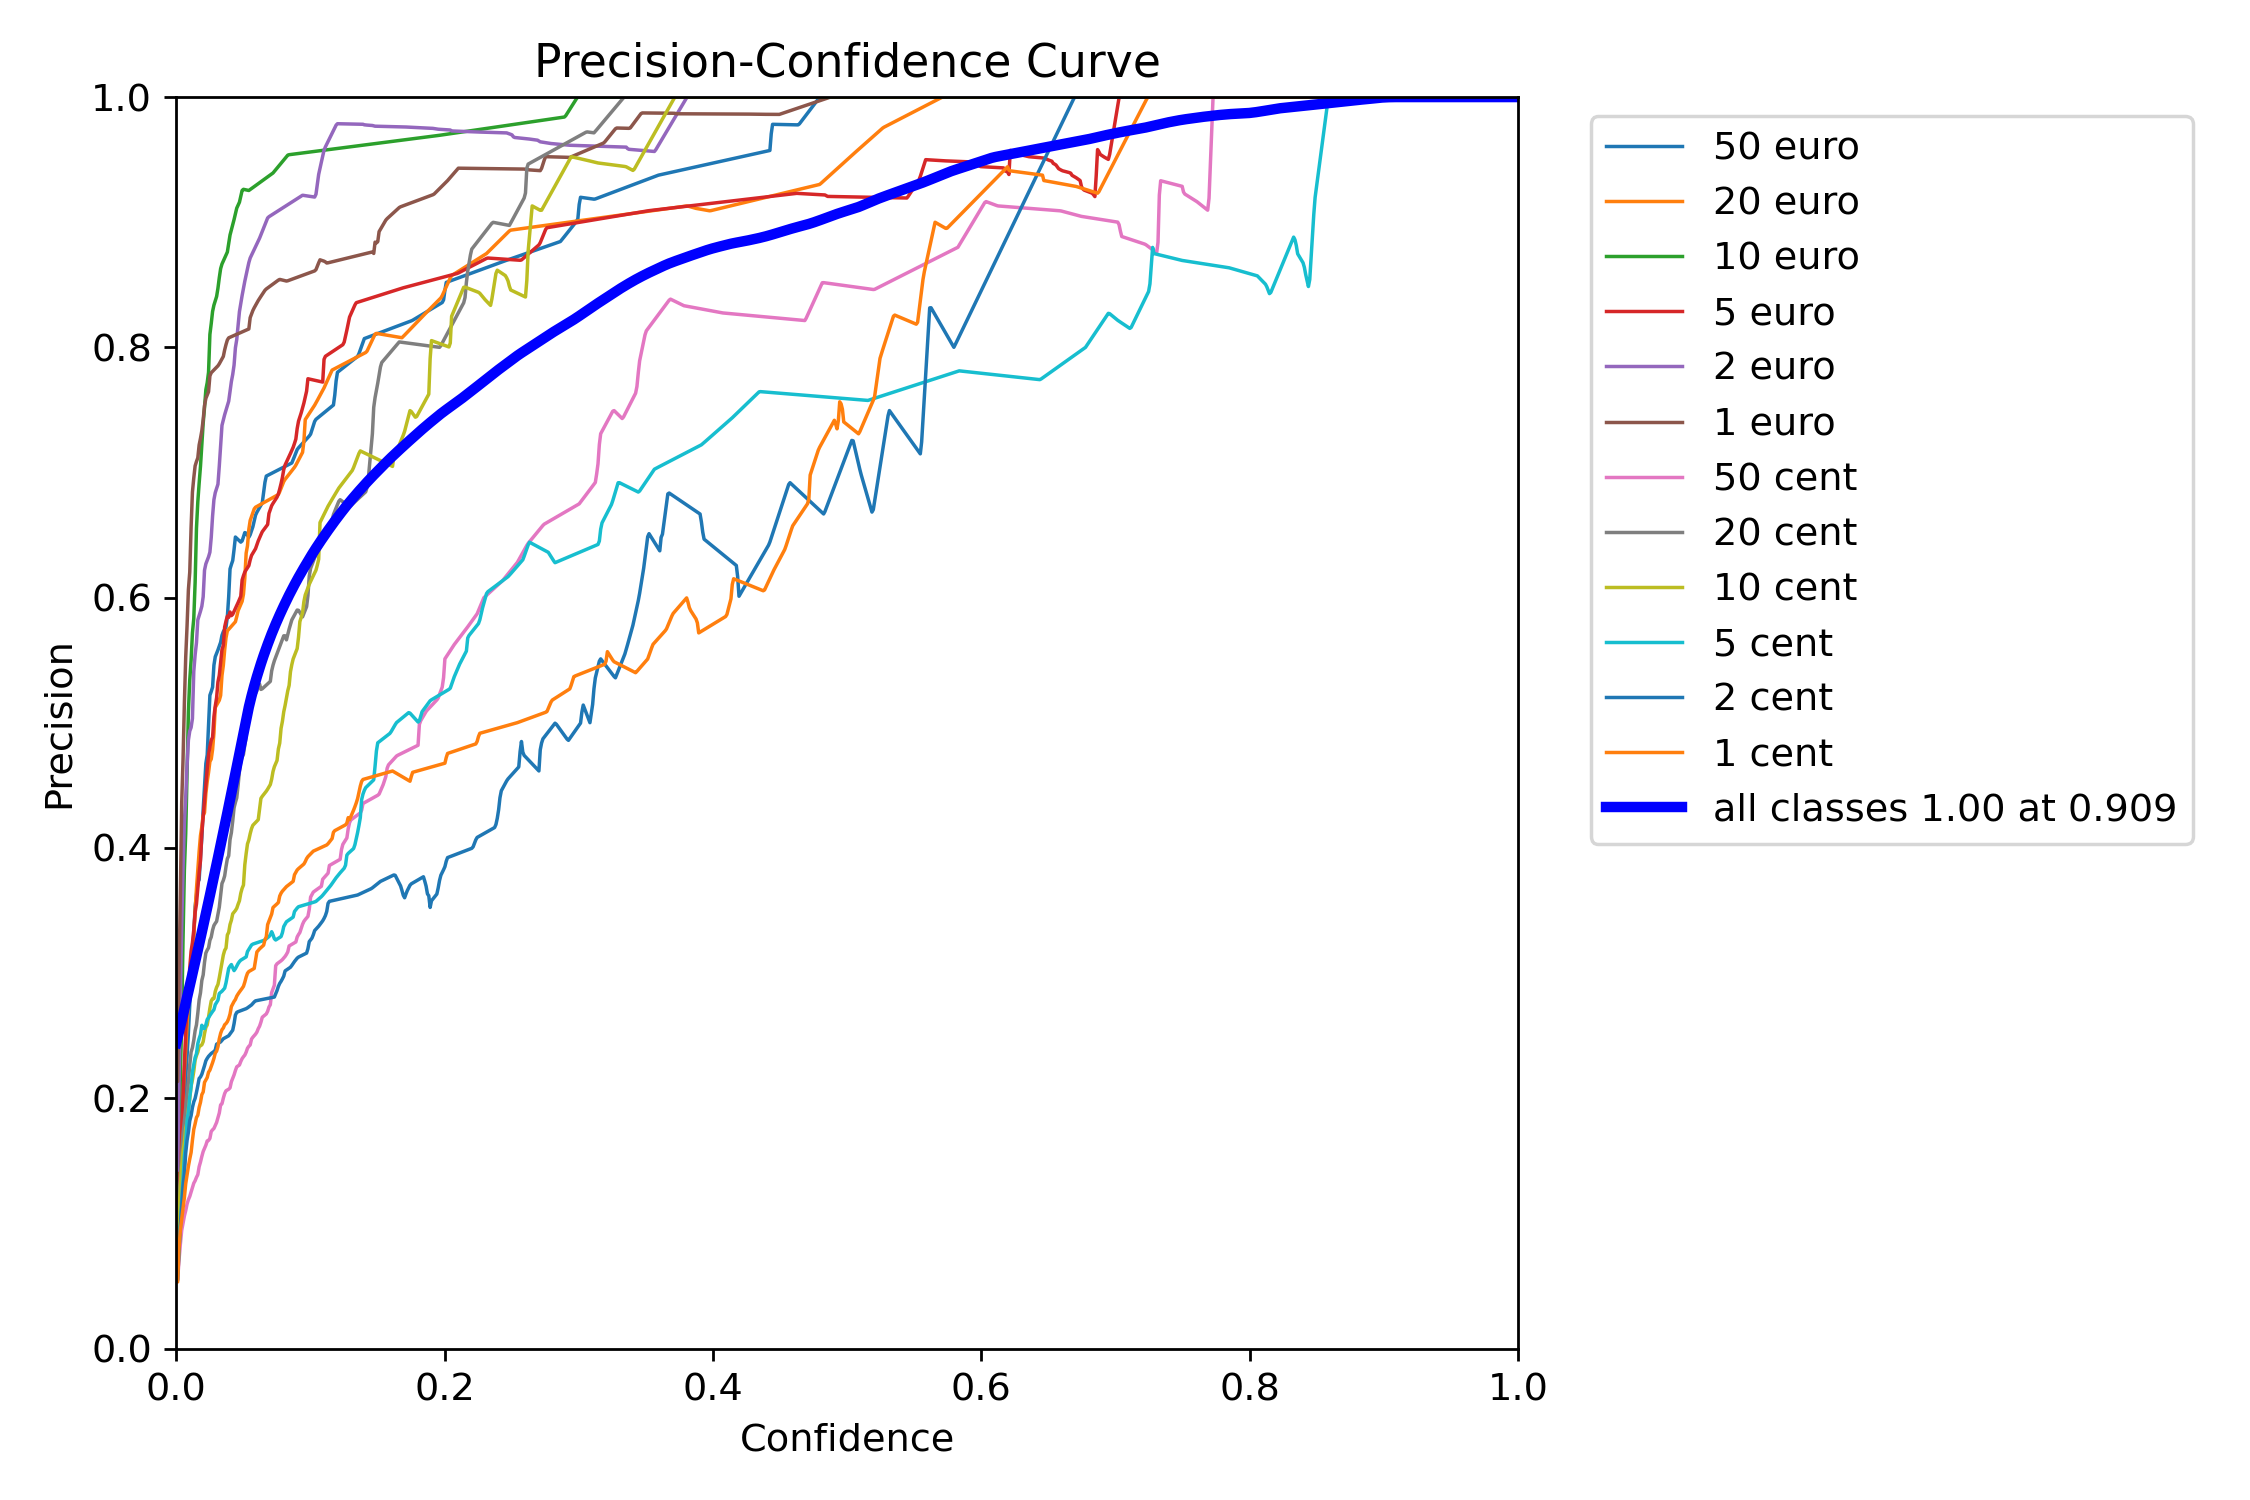 Precision-Confidence Curve
1.0
0.8
0.6
0.4
0.2
0.0
Precision
0.0 0.2 0.4 0.6 0.8 1.0
Confidence
50 euro
20 euro
10 euro
5 euro
2 euro
1 euro
50 cent
20 cent
10 cent
5 cent
2 cent
1 cent
all classes 1.00 at 0.909